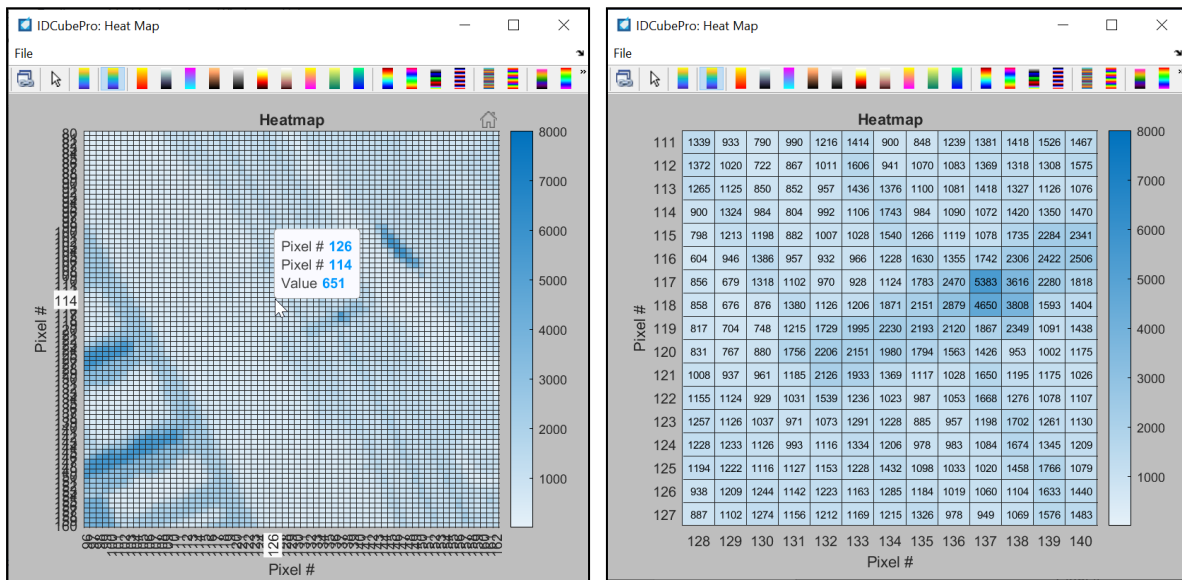 IDCubePro: Heat Map
File
Heatmap
Pixel # 126
Pixel # 114
Value 651
8000
7000
6000
5000
4000
3000
2000
1000
80
114
Pixel #
96
126
162
Pixel #
IDCubePro: Heat Map
File
Heatmap
111 1339 933 790 990 1216 1414 900 848 1239 1381 1418 1526 1467
112 1372 1020 722 867 1011 1606 941 1070 1083 1369 1318 1308 1575
113 1265 1125 850 852 957 1436 1376 1100 1081 1418 1327 1126 1076
114 900 1324 984 804 992 1106 1743 984 1090 1072 1420 1350 1470
115 798 1213 1198 882 1007 1028 1540 1266 1119 1078 1735 2284 2341
116 604 946 1386 957 932 966 1228 1630 1355 1742 2306 2422 2506
117 856 679 1318 1102 970 928 1124 1783 2470 5383 3616 2280 1818
118 858 676 876 1380 1126 1206 1871 2151 2879 4650 3808 1593 1404
119 817 704 748 1215 1729 1995 2230 2193 2120 1867 2349 1091 1438
120 831 767 880 1756 2206 2151 1980 1794 1563 1426 953 1002 1175
121 1008 937 961 1185 2126 1933 1369 1117 1028 1650 1195 1175 1026
122 1155 1124 929 1031 1539 1236 1023 987 1053 1668 1276 1078 1107
123 1257 1126 1037 971 1073 1291 1228 885 957 1198 1702 1261 1130
124 1228 1233 1126 993 1116 1334 1206 978 983 1084 1674 1345 1209
125 1194 1222 1116 1127 1153 1228 1432 1098 1033 1020 1458 1766 1079
126 938 1209 1244 1142 1223 1163 1285 1184 1019 1060 1104 1633 1440
127 887 1102 1274 1156 1212 1169 1215 1326 978 949 1069 1576 1483
128 129 130 131 132 133 134 135 136 137 138 139 140
Pixel #
Pixel #
8000
7000
6000
5000
4000
3000
2000
1000